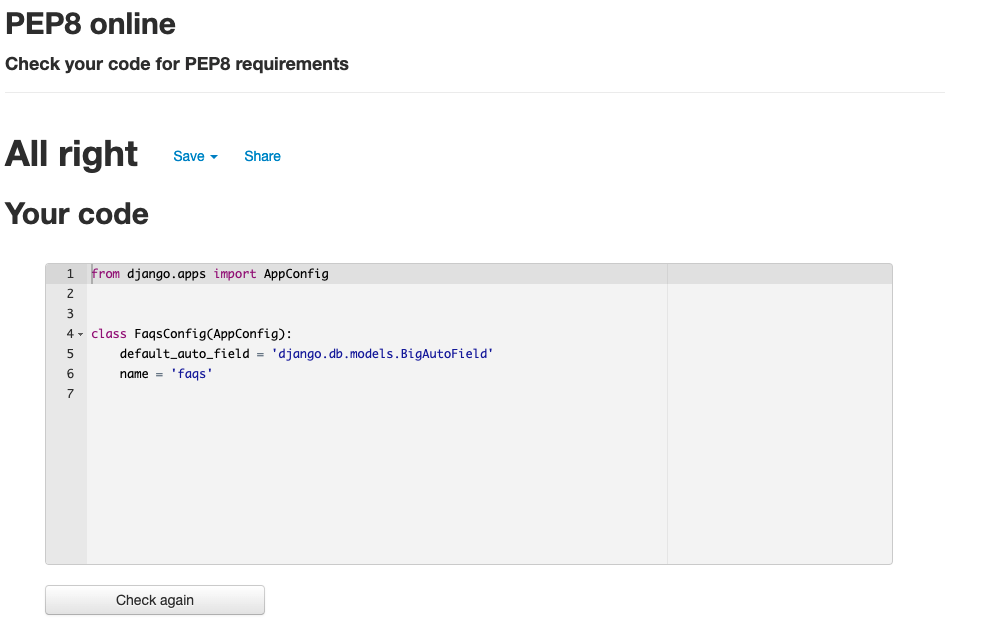 PEP8 online
Check your code for PEP8 requirements
All right Save Share
Your code
1 from django.apps import AppConfig
2
3
4 class FaqsConfig(AppConfig):
5     default_auto_field = 'django.db.models.BigAutoField'
6     name = 'faqs'
7
Check again